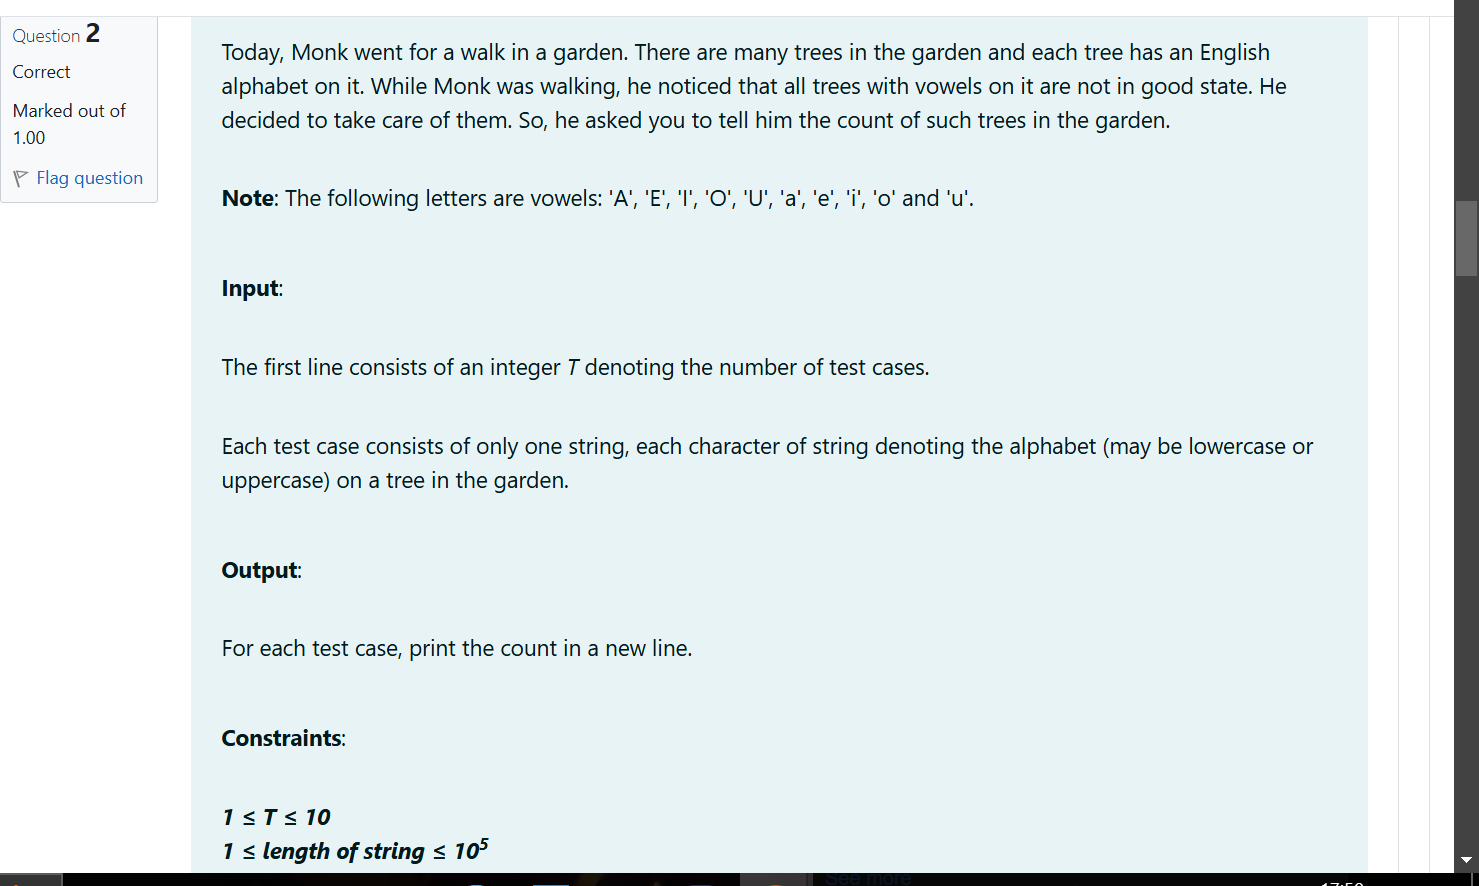 Question 2
Correct
Marked out of
1.00
Flag question
Today, Monk went for a walk in a garden. There are many trees in the garden and each tree has an English
alphabet on it. While Monk was walking, he noticed that all trees with vowels on it are not in good state. He
decided to take care of them. So, he asked you to tell him the count of such trees in the garden.
Note: The following letters are vowels: 'A', 'E', 'I', 'O', 'U', 'a', 'e', 'i', 'o' and 'u'.
Input:
The first line consists of an integer T denoting the number of test cases.
Each test case consists of only one string, each character of string denoting the alphabet (may be lowercase or
uppercase) on a tree in the garden.
Output:
For each test case, print the count in a new line.
Constraints:
1 ≤ T ≤ 10
1 ≤ length of string ≤ 10⁵
See more